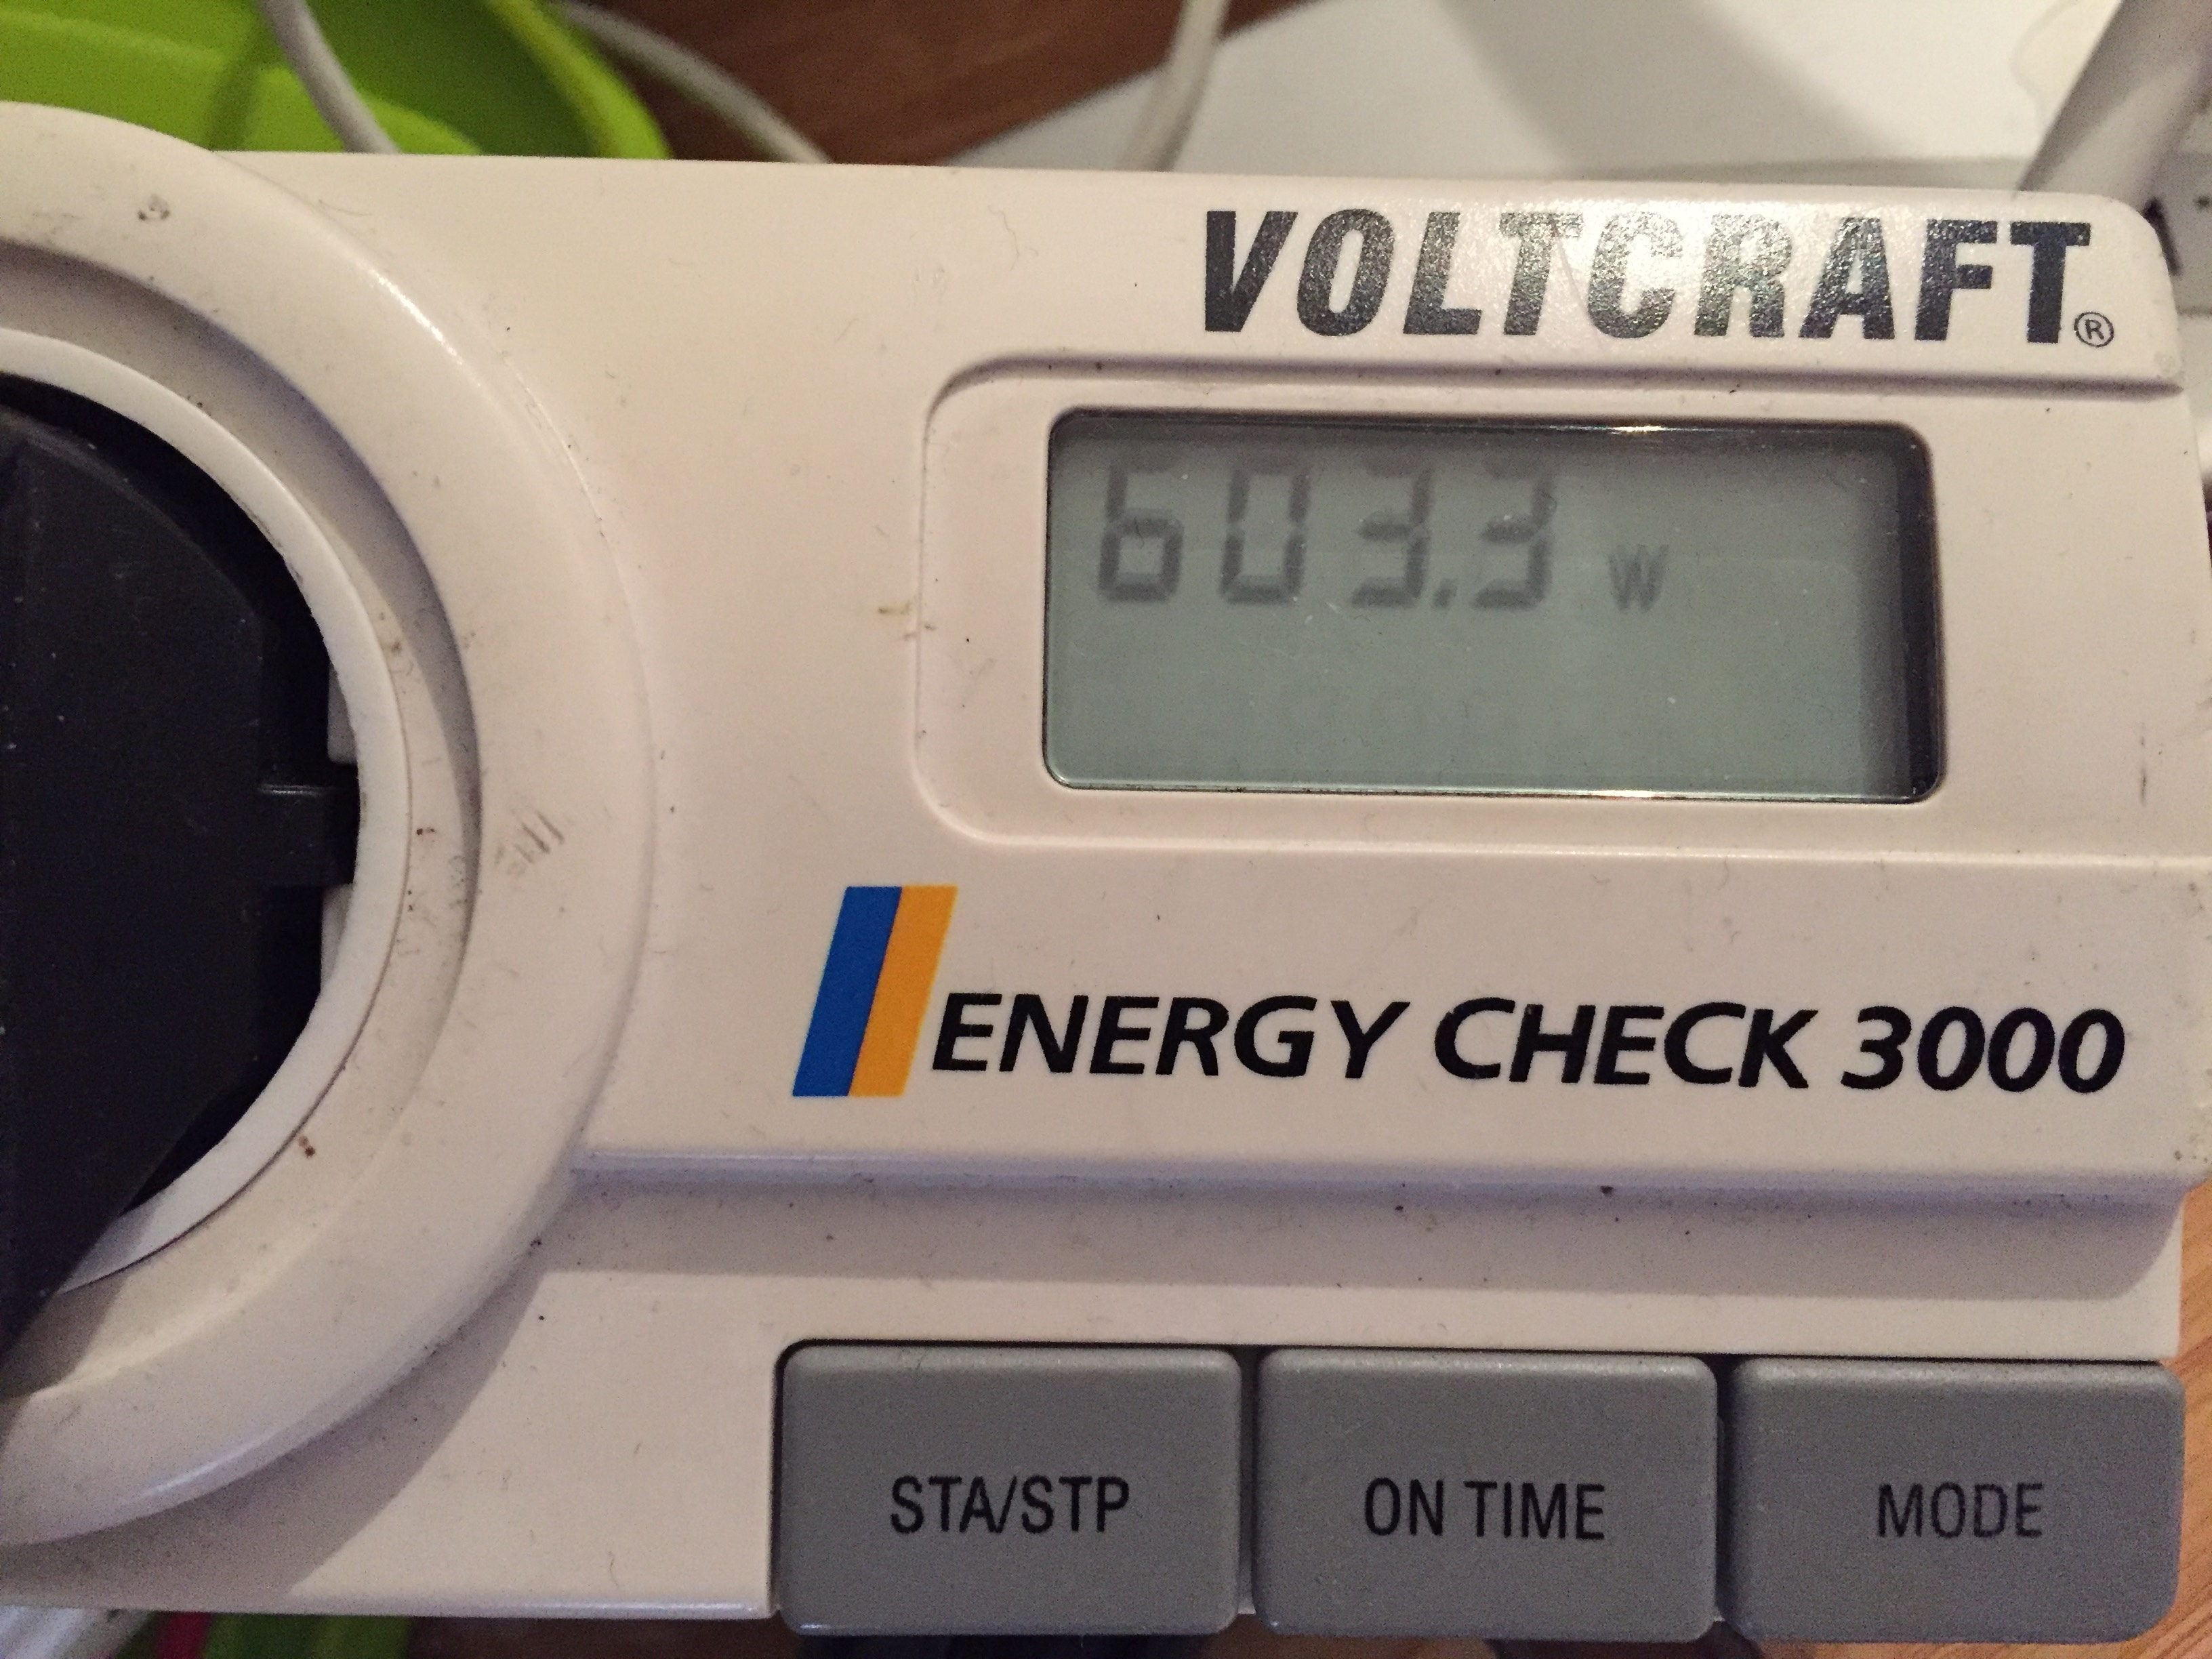 VOLTCRAFT®
603.3 W
ENERGY CHECK 3000
STA/STP
ON TIME
MODE